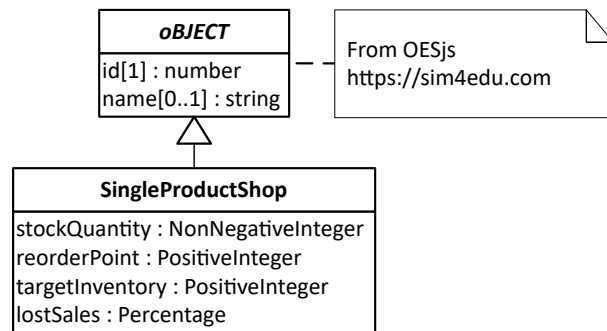 oBJECT
id[1] : number
name[0..1] : string
From OESjs
https://sim4edu.com
SingleProductShop
stockQuantity : NonNegativeInteger
reorderPoint : PositiveInteger
targetInventory : PositiveInteger
lostSales : Percentage